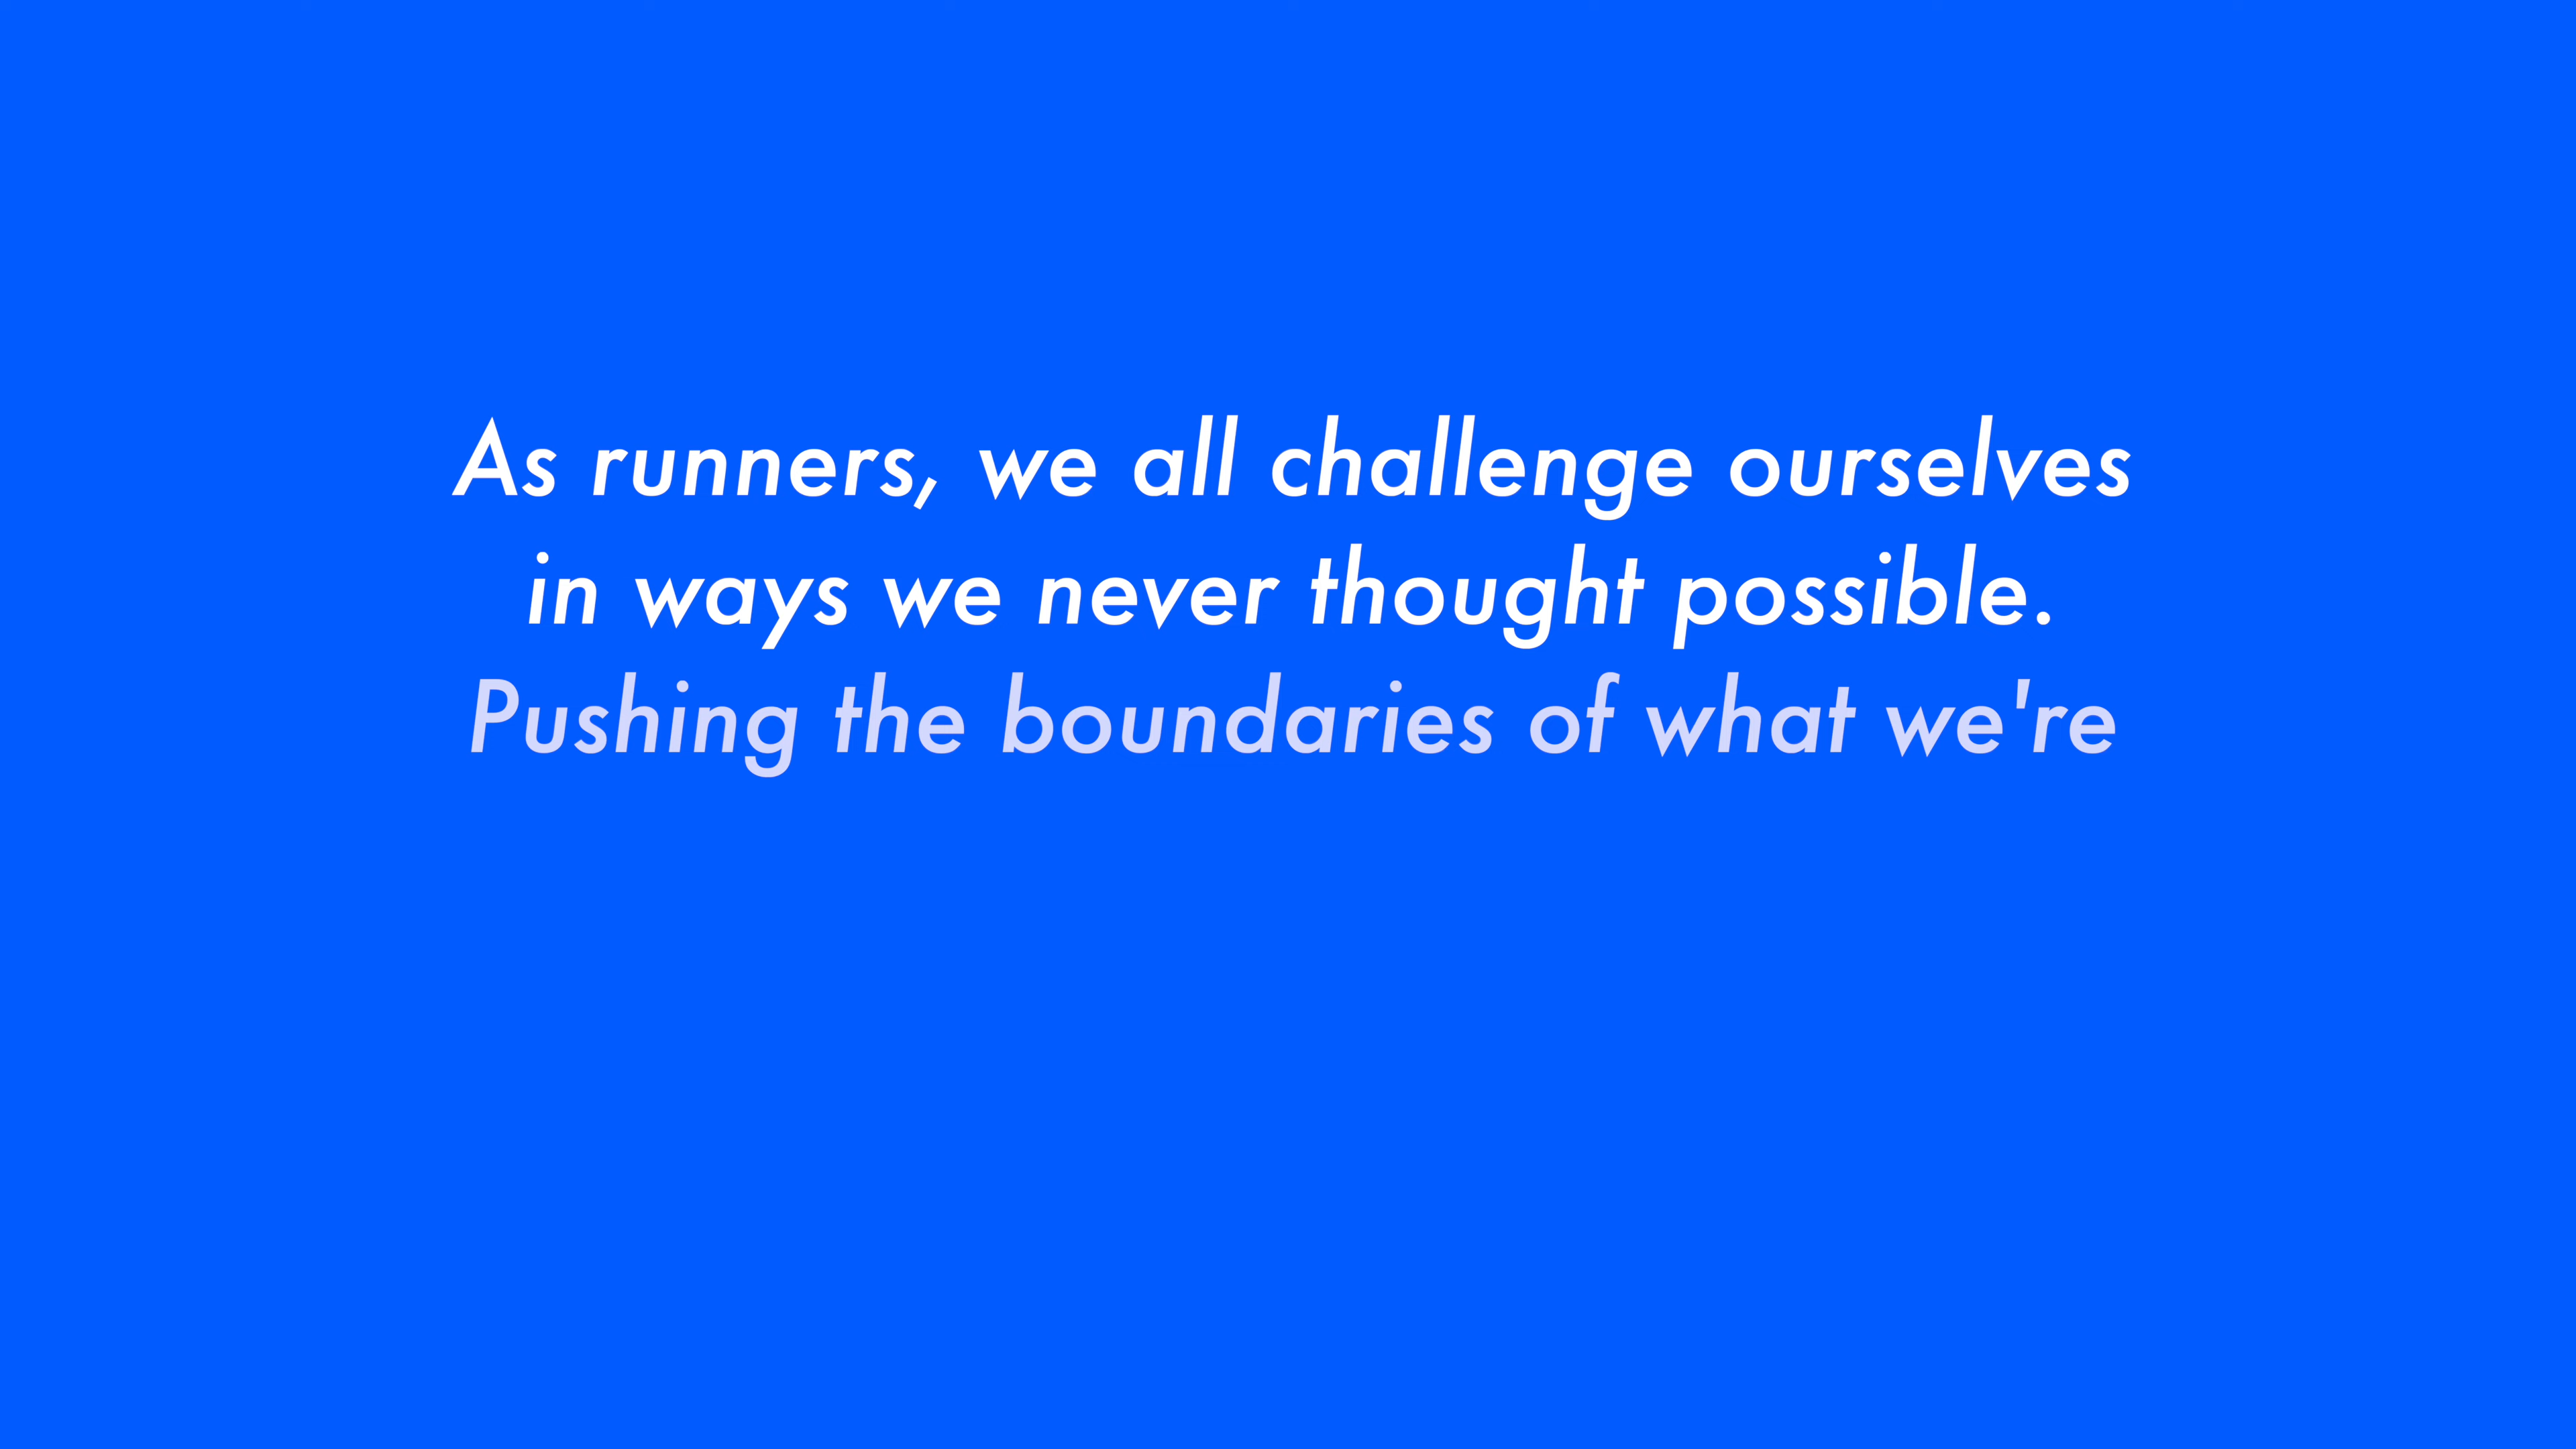 As runners, we all challenge ourselves
in ways we never thought possible.
Pushing the boundaries of what we're